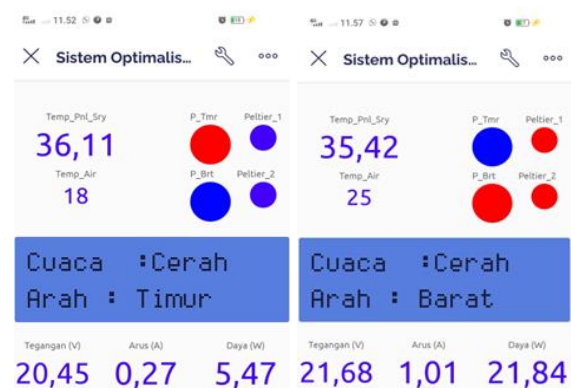 11.52
Sistem Optimalis...
Temp_Pnl_Sry
36,11
P_Tmr
Peltier_1
Temp_Air
18
P_Brt
Peltier_2
Cuaca :Cerah
Arah : Timur
Tegangan (V)
Arus (A)
Daya (W)
20,45
0,27
5,47
11.57
Sistem Optimalis...
Temp_Pnl_Sry
35,42
P_Tmr
Peltier_1
Temp_Air
25
P_Brt
Peltier_2
Cuaca :Cerah
Arah : Barat
Tegangan (V)
Arus (A)
Daya (W)
21,68
1,01
21,84